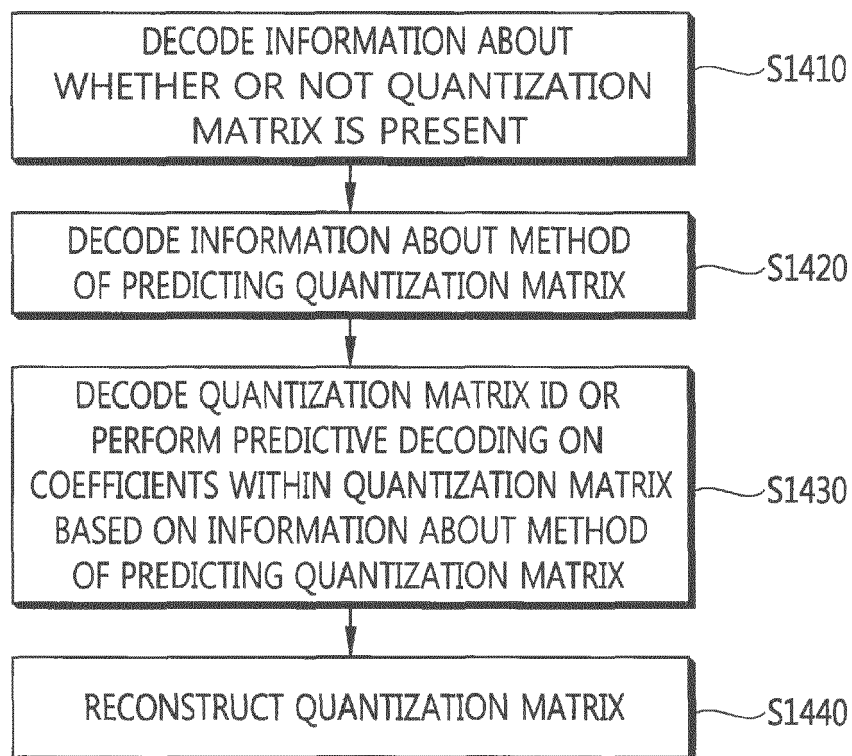 DECODE INFORMATION ABOUT
WHETHER OR NOT QUANTIZATION
MATRIX IS PRESENT
S1410
DECODE INFORMATION ABOUT METHOD
OF PREDICTING QUANTIZATION MATRIX
S1420
DECODE QUANTIZATION MATRIX ID OR
PERFORM PREDICTIVE DECODING ON
COEFFICIENTS WITHIN QUANTIZATION MATRIX
BASED ON INFORMATION ABOUT METHOD
OF PREDICTING QUANTIZATION MATRIX
S1430
RECONSTRUCT QUANTIZATION MATRIX
S1440